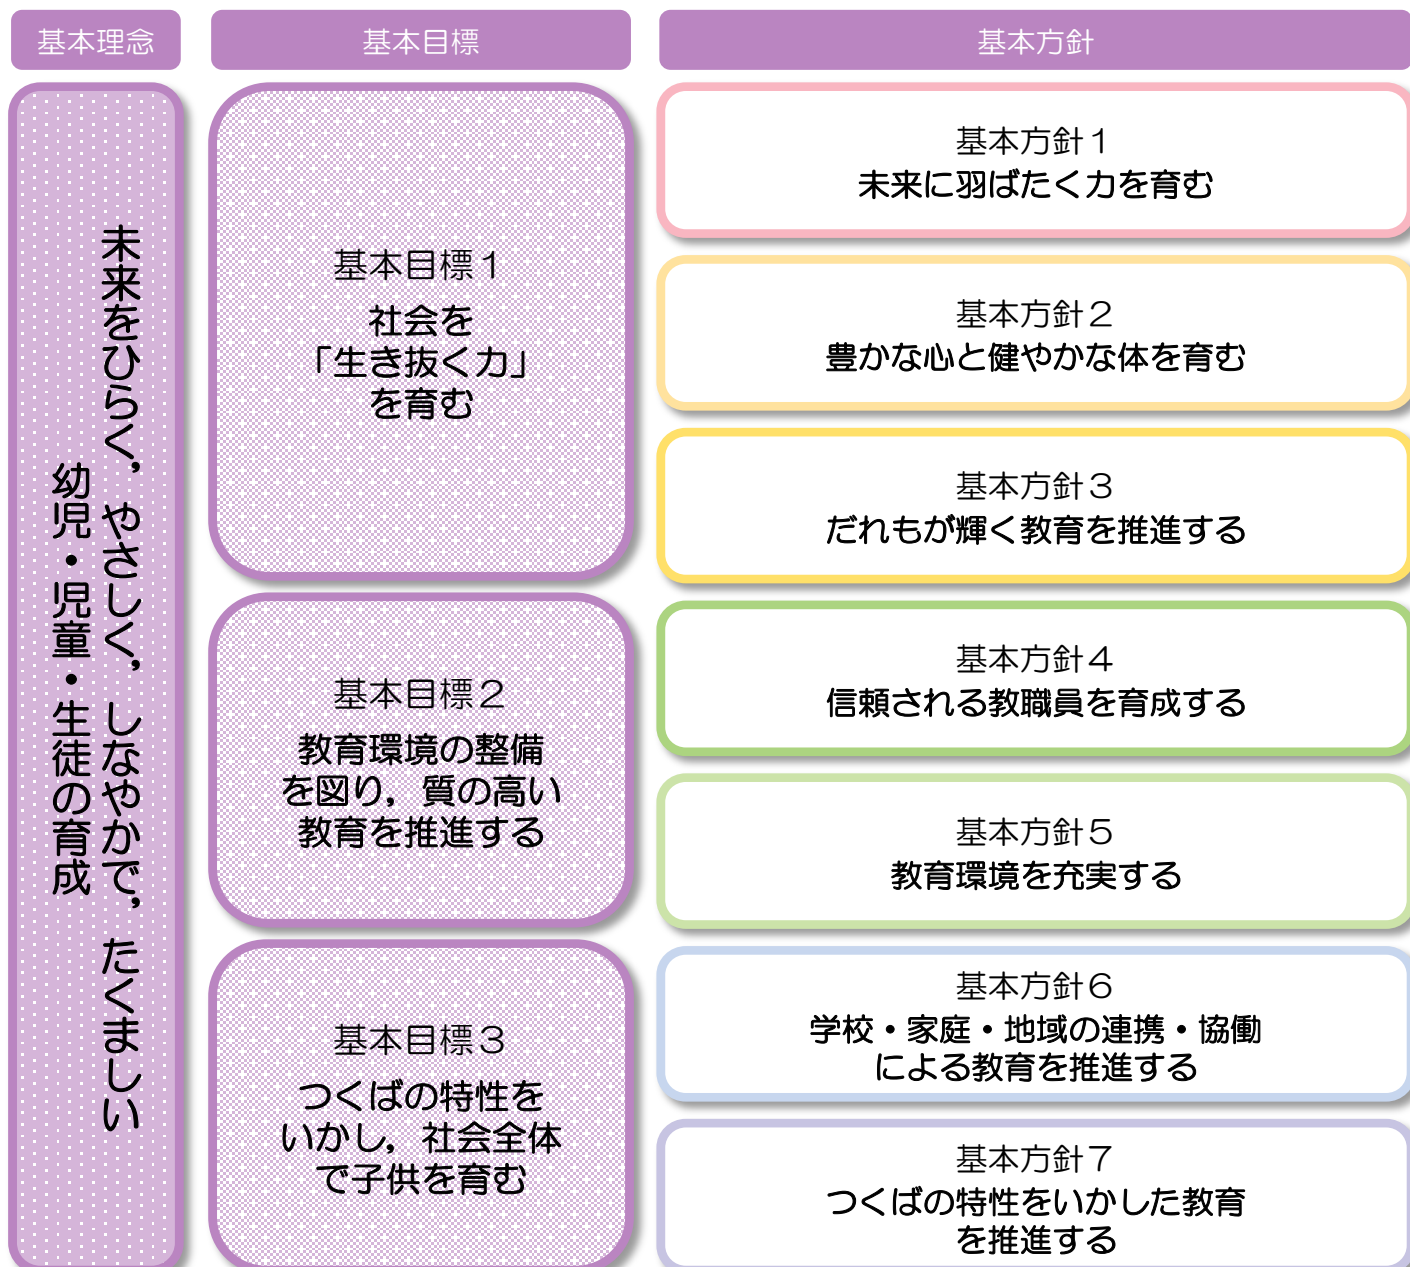 基本理念
基本目標
基本方針
未来をひらく，やさしく，しなやかで，たくましい
幼児・児童・生徒の育成
基本目標１
社会を
「生き抜く力」
を育む
基本目標２
教育環境の整備
を図り，質の高い
教育を推進する
基本目標３
つくばの特性を
いかし，社会全体
で子供を育む
基本方針１
未来に羽ばたく力を育む
基本方針２
豊かな心と健やかな体を育む
基本方針３
だれもが輝く教育を推進する
基本方針４
信頼される教職員を育成する
基本方針５
教育環境を充実する
基本方針６
学校・家庭・地域の連携・協働
による教育を推進する
基本方針７
つくばの特性をいかした教育
を推進する